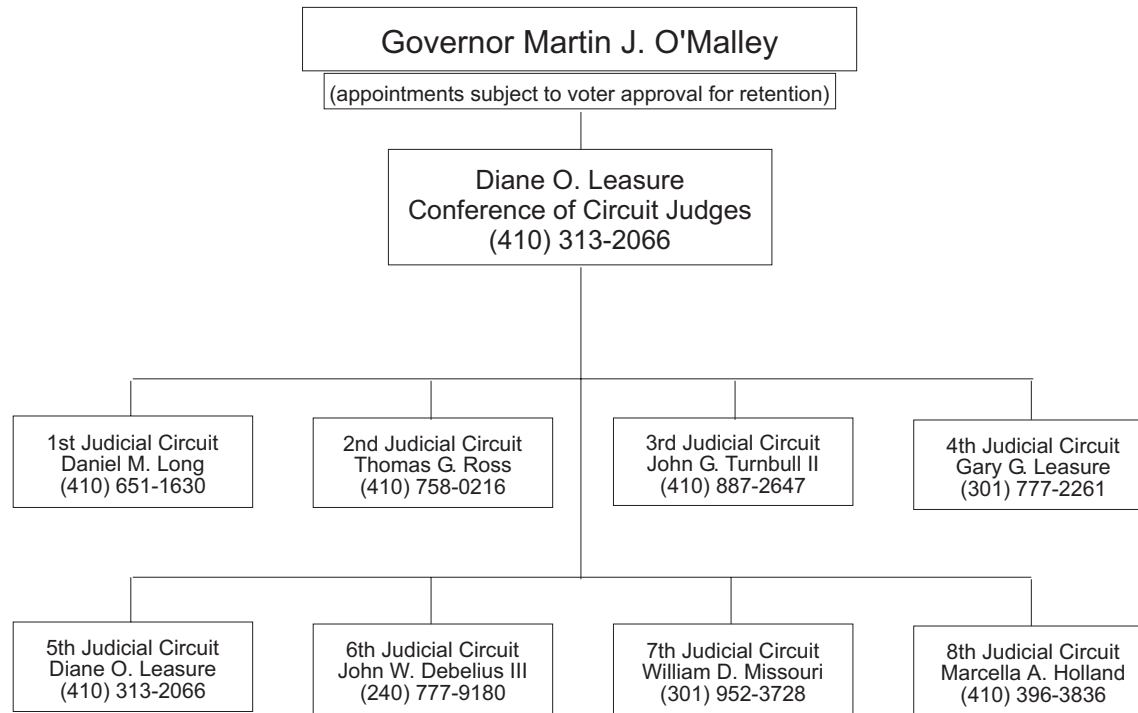 Governor Martin J. O'Malley
(appointments subject to voter approval for retention)
Diane O. Leasure
Conference of Circuit Judges
(410) 313-2066
1st Judicial Circuit
Daniel M. Long
(410) 651-1630
2nd Judicial Circuit
Thomas G. Ross
(410) 758-0216
3rd Judicial Circuit
John G. Turnbull II
(410) 887-2647
4th Judicial Circuit
Gary G. Leasure
(301) 777-2261
5th Judicial Circuit
Diane O. Leasure
(410) 313-2066
6th Judicial Circuit
John W. Debelius III
(240) 777-9180
7th Judicial Circuit
William D. Missouri
(301) 952-3728
8th Judicial Circuit
Marcella A. Holland
(410) 396-3836